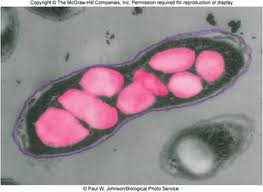 Copyright © The McGraw-Hill Companies, Inc. Permission required for reproduction or display.
© Paul W. Johnson/Biological Photo Service